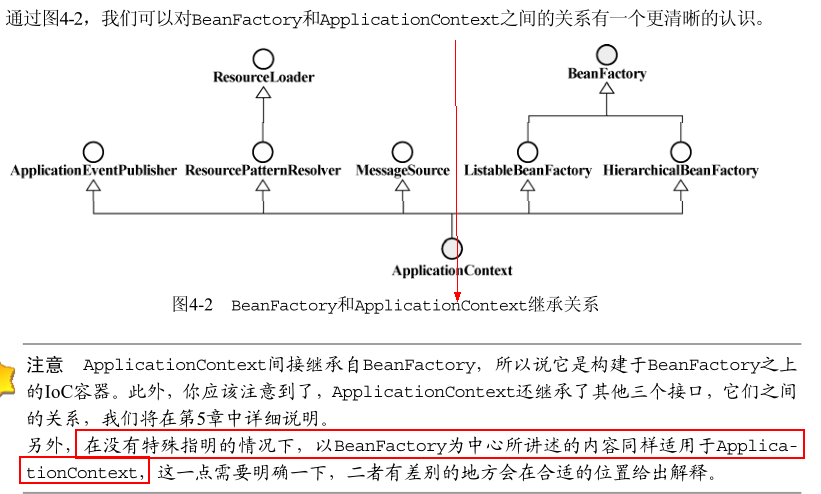 通过图4-2，我们可以对BeanFactory和ApplicationContext之间的关系有一个更清晰的认识。
ResourceLoader
BeanFactory
ApplicationEventPublisher
ResourcePatternResolver
MessageSource
ListableBeanFactory
HierarchicalBeanFactory
ApplicationContext
图4-2 BeanFactory和ApplicationContext继承关系
注意 ApplicationContext间接继承自BeanFactory，所以说它是构建于BeanFactory之上
的IoC容器。此外，你应该注意到了，ApplicationContext还继承了其他三个接口，它们之间
的关系，我们将在第5章中详细说明。
另外，在没有特殊指明的情况下，以BeanFactory为中心所讲述的内容同样适用于Applica-
tionContext，这一点需要明确一下，二者有差别的地方会在合适的位置给出解释。